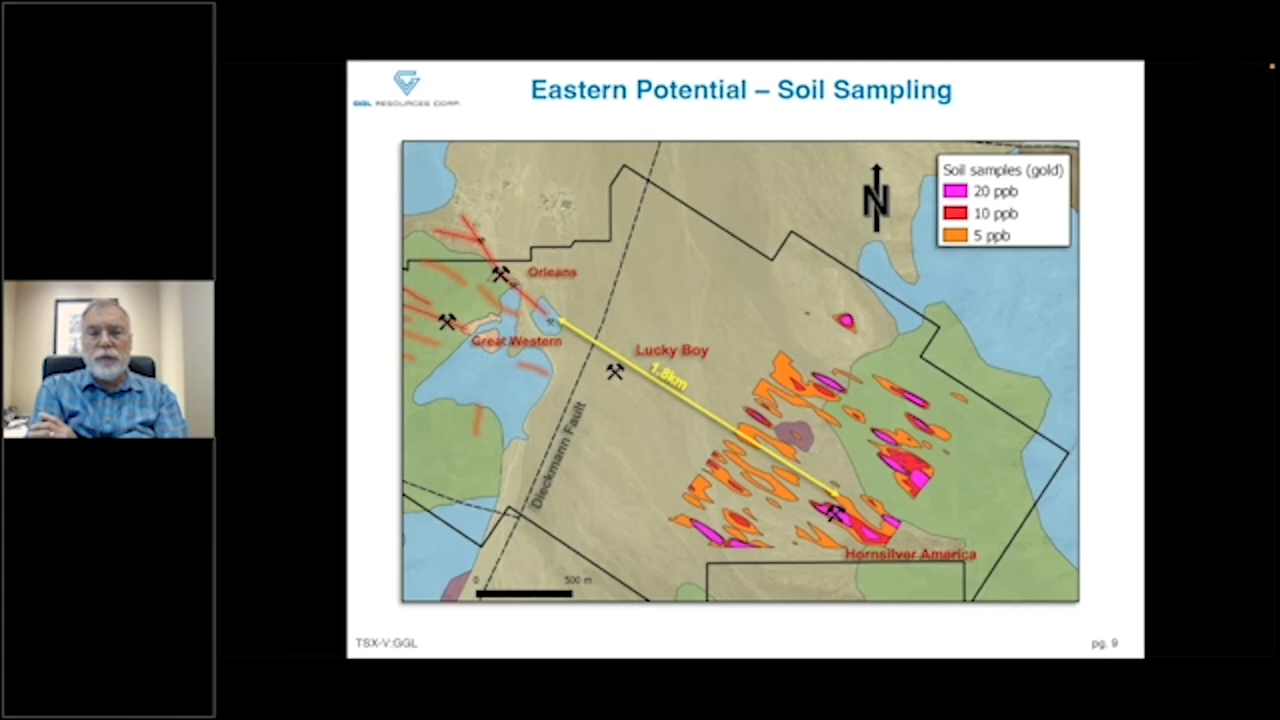 GGL RESOURCES CORP.
Eastern Potential – Soil Sampling
Soil samples (gold)
20 ppb
10 ppb
5 ppb
N
Orleans
Great Western
Lucky Boy
1.8km
Dieckmann Fault
Hornsilver America
0 500 m
TSX-V:GGL
pg. 9